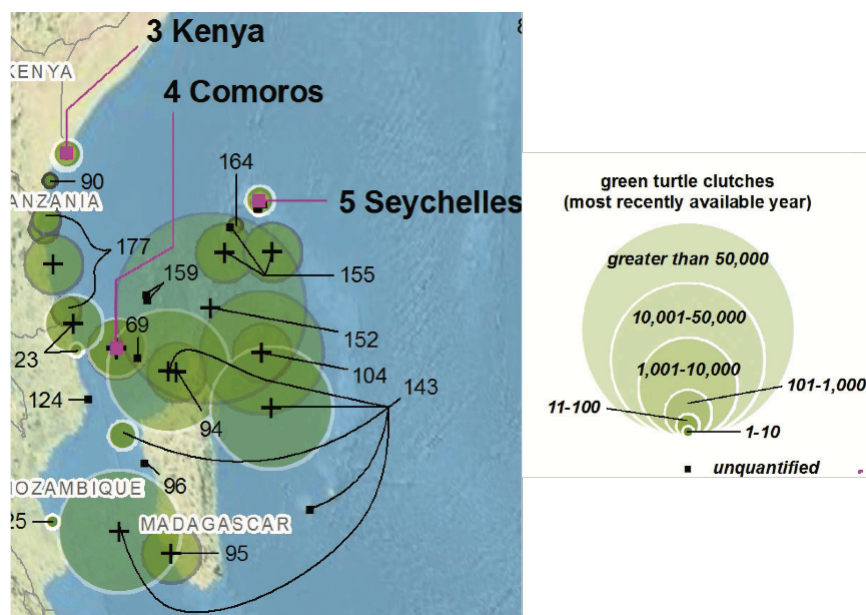 3 Kenya
8
KENYA
4 Comoros
164
90
5 Seychelles
ANZANIA
177
155
159
69
152
23
104
143
124
94
96
MOZAMBIQUE
25
MADAGASCAR
95
green turtle clutches
(most recently available year)
greater than 50,000
10,001-50,000
1,001-10,000
101-1,000
11-100
1-10
unquantified